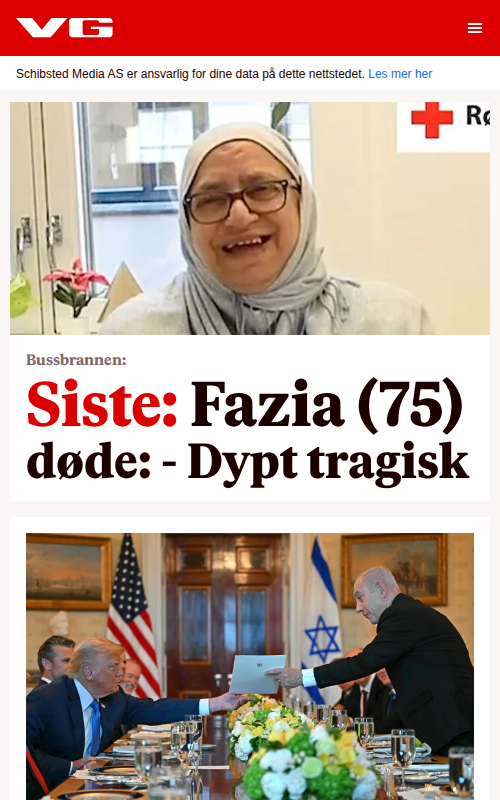 VG
Schibsted Media AS er ansvarlig for dine data på dette nettstedet. Les mer her
Bussbrannen:
Siste: Fazia (75)
døde: - Dypt tragisk